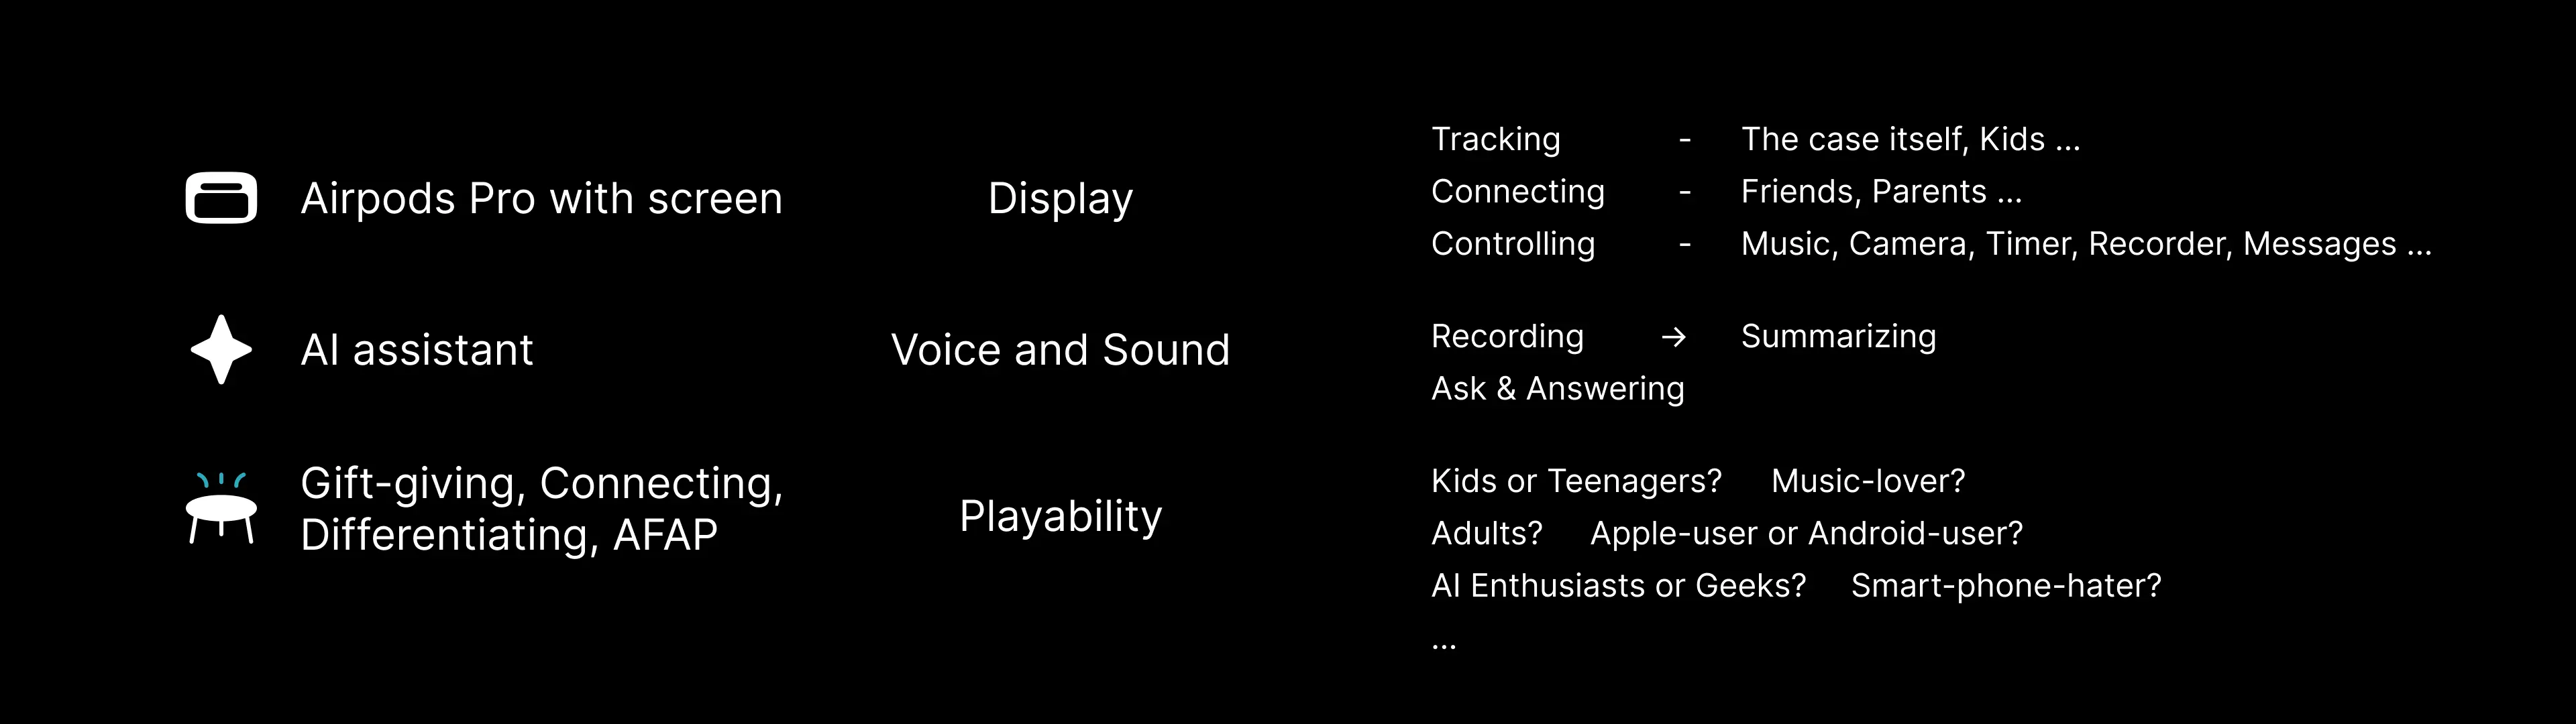 Airpods Pro with screen
Display
Tracking - The case itself, Kids ...
Connecting - Friends, Parents ...
Controlling - Music, Camera, Timer, Recorder, Messages ...
AI assistant
Voice and Sound
Recording → Summarizing
Ask & Answering
Gift-giving, Connecting,
Differentiating, AFAP
Playability
Kids or Teenagers? Music-lover?
Adults? Apple-user or Android-user?
AI Enthusiasts or Geeks? Smart-phone-hater?
...